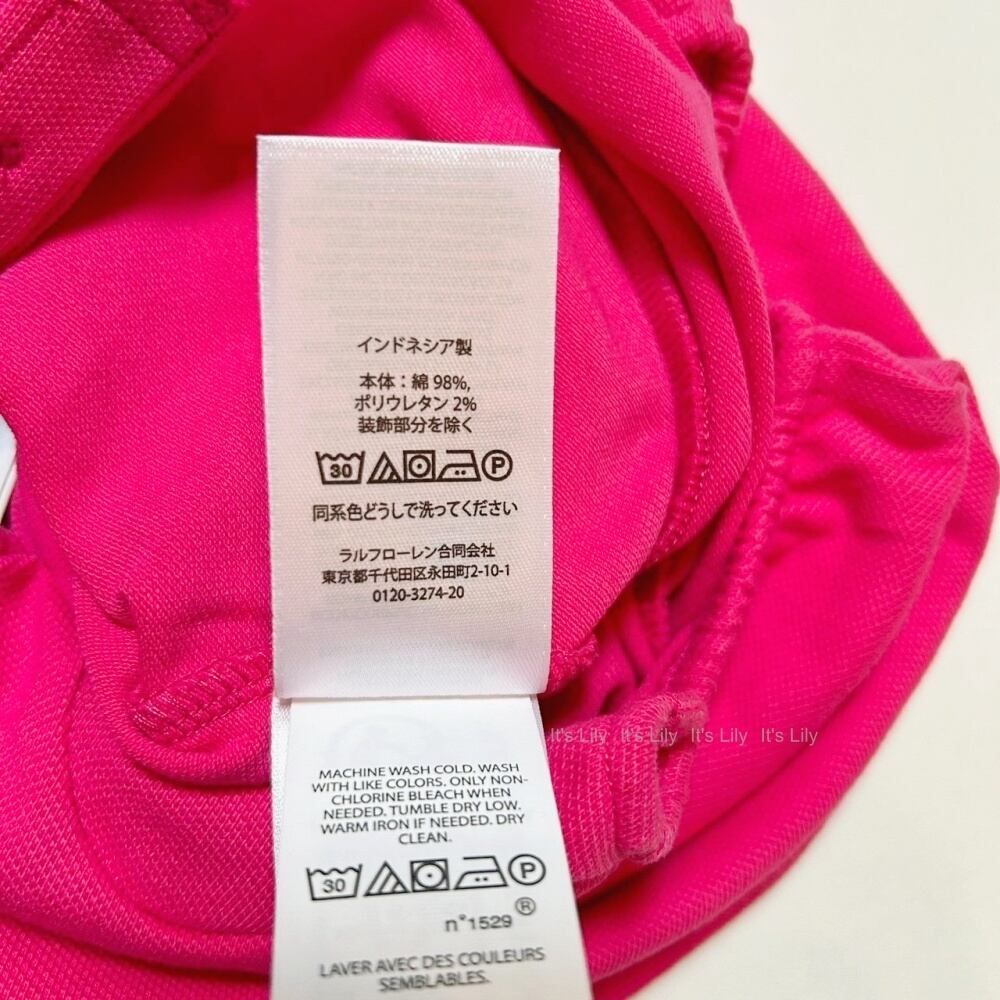 インドネシア製
本体：綿 98%,
ポリウレタン 2%
装飾部分を除く
30 P
同系色どうしで洗ってください
ラルフローレン合同会社
東京都千代田区永田町2-10-1
0120-3274-20
It's Lily It's Lily It's Lily It's Lily
MACHINE WASH COLD. WASH
WITH LIKE COLORS. ONLY NON-
CHLORINE BLEACH WHEN
NEEDED. TUMBLE DRY LOW.
WARM IRON IF NEEDED. DRY
CLEAN.
30 P
®
n°1529
LAVER AVEC DES COULEURS
SEMBLABLES.